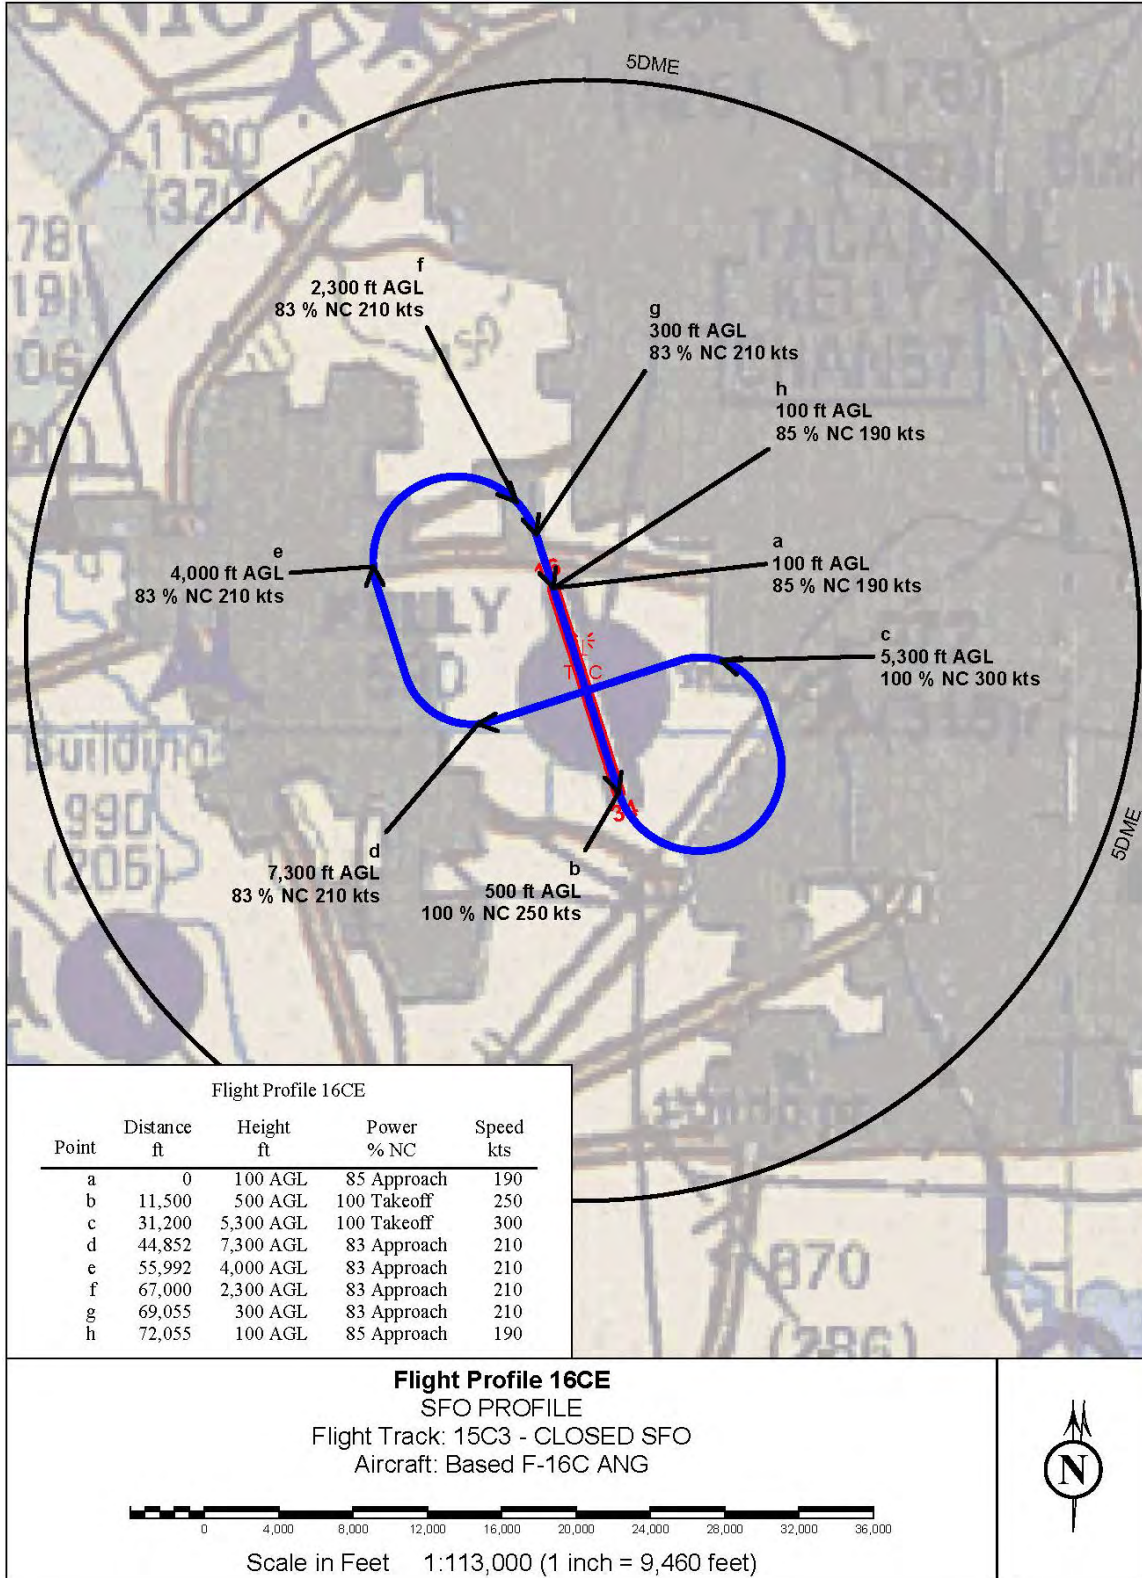 5DME
1190
(370)
f
2,300 ft AGL
83 % NC 210 kts
g
300 ft AGL
83 % NC 210 kts
h
100 ft AGL
85 % NC 190 kts
e
4,000 ft AGL
83 % NC 210 kts
a
100 ft AGL
85 % NC 190 kts
c
5,300 ft AGL
100 % NC 300 kts
Building
990
d
7,300 ft AGL
83 % NC 210 kts
b
500 ft AGL
100 % NC 250 kts
5DME
870
(286)
Flight Profile 16CE
Point Distance ft Height ft Power % NC Speed kts
a 0 100 AGL 85 Approach 190
b 11,500 500 AGL 100 Takeoff 250
c 31,200 5,300 AGL 100 Takeoff 300
d 44,852 7,300 AGL 83 Approach 210
e 55,992 4,000 AGL 83 Approach 210
f 67,000 2,300 AGL 83 Approach 210
g 69,055 300 AGL 83 Approach 210
h 72,055 100 AGL 85 Approach 190
Flight Profile 16CE
SFO PROFILE
Flight Track: 15C3 - CLOSED SFO
Aircraft: Based F-16C ANG
0 4,000 8,000 12,000 16,000 20,000 24,000 28,000 32,000 36,000
Scale in Feet 1:113,000 (1 inch = 9,460 feet)
N